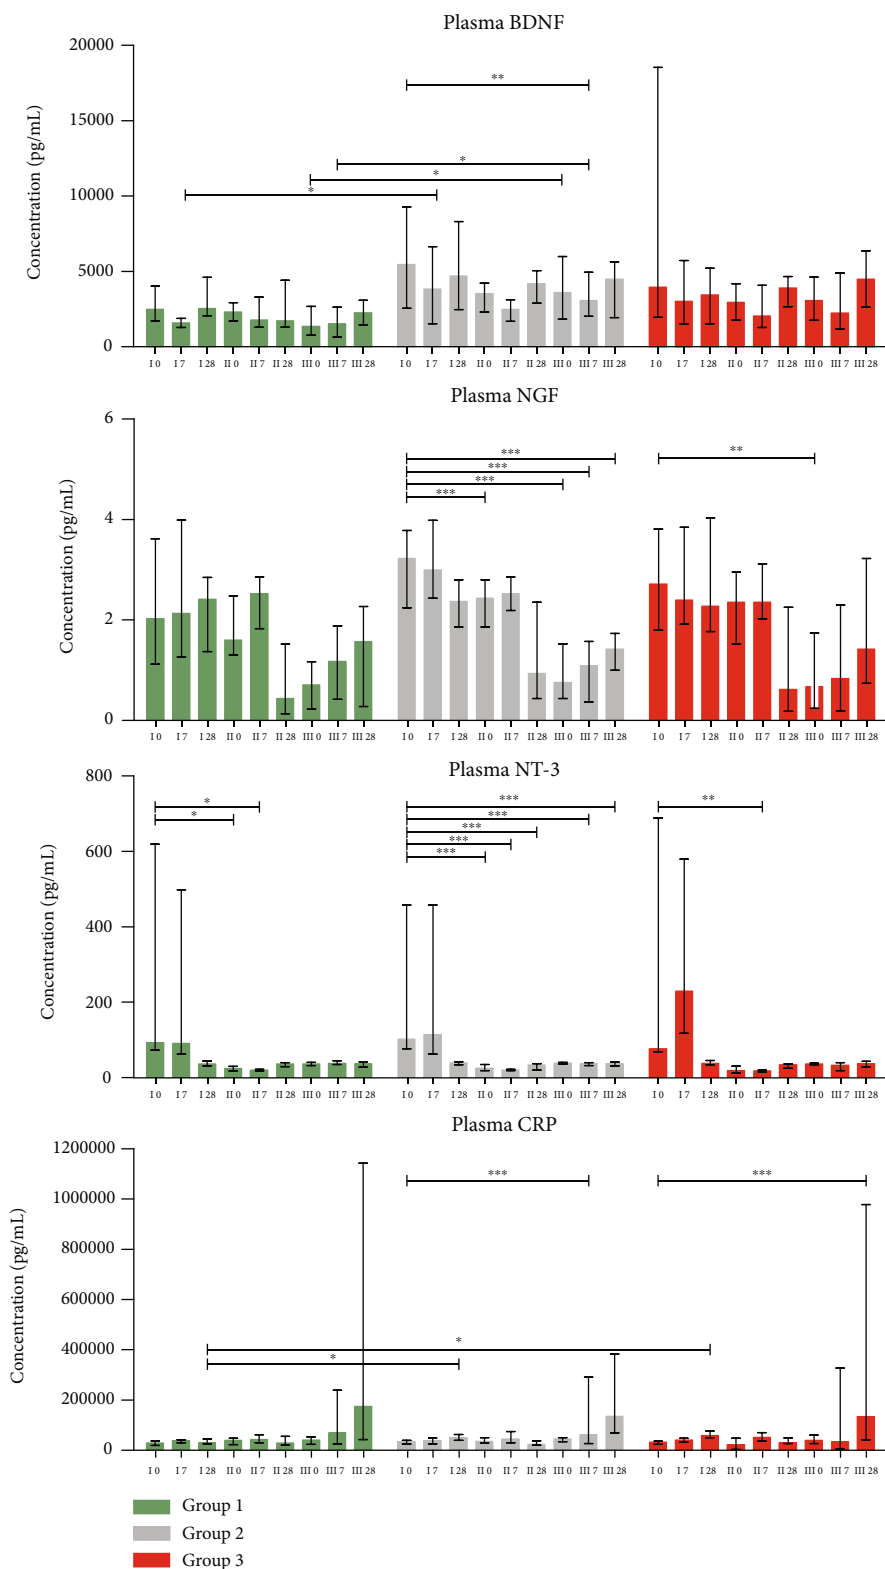 Plasma BDNF
Concentration (pg/mL)
20000
15000
10000
5000
0
**
*
*
*
I 0 I 7 I 28 II 0 II 7 II 28 III 0 III 7 III 28 I 0 I 7 I 28 II 0 II 7 II 28 III 0 III 7 III 28 I 0 I 7 I 28 II 0 II 7 II 28 III 0 III 7 III 28
Plasma NGF
Concentration (pg/mL)
6
4
2
0
***
***
***
***
**
I 0 I 7 I 28 II 0 II 7 II 28 III 0 III 7 III 28 I 0 I 7 I 28 II 0 II 7 II 28 III 0 III 7 III 28 I 0 I 7 I 28 II 0 II 7 II 28 III 0 III 7 III 28
Plasma NT-3
Concentration (pg/mL)
800
600
400
200
0
*
*
***
***
***
***
***
**
I 0 I 7 I 28 II 0 II 7 II 28 III 0 III 7 III 28 I 0 I 7 I 28 II 0 II 7 II 28 III 0 III 7 III 28 I 0 I 7 I 28 II 0 II 7 II 28 III 0 III 7 III 28
Plasma CRP
Concentration (pg/mL)
1200000
1000000
800000
600000
400000
200000
0
***
***
*
*
I 0 I 7 I 28 II 0 II 7 II 28 III 0 III 7 III 28 I 0 I 7 I 28 II 0 II 7 II 28 III 0 III 7 III 28 I 0 I 7 I 28 II 0 II 7 II 28 III 0 III 7 III 28
Group 1
Group 2
Group 3